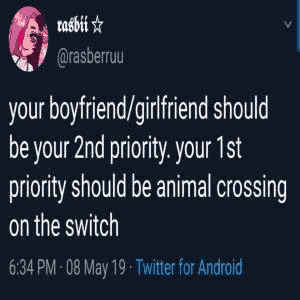 𝖗𝖆𝖘𝖇𝖎𝖎 ☆
@rasberruu
your boyfriend/girlfriend should
be your 2nd priority. your 1st
priority should be animal crossing
on the switch
6:34 PM · 08 May 19 · Twitter for Android